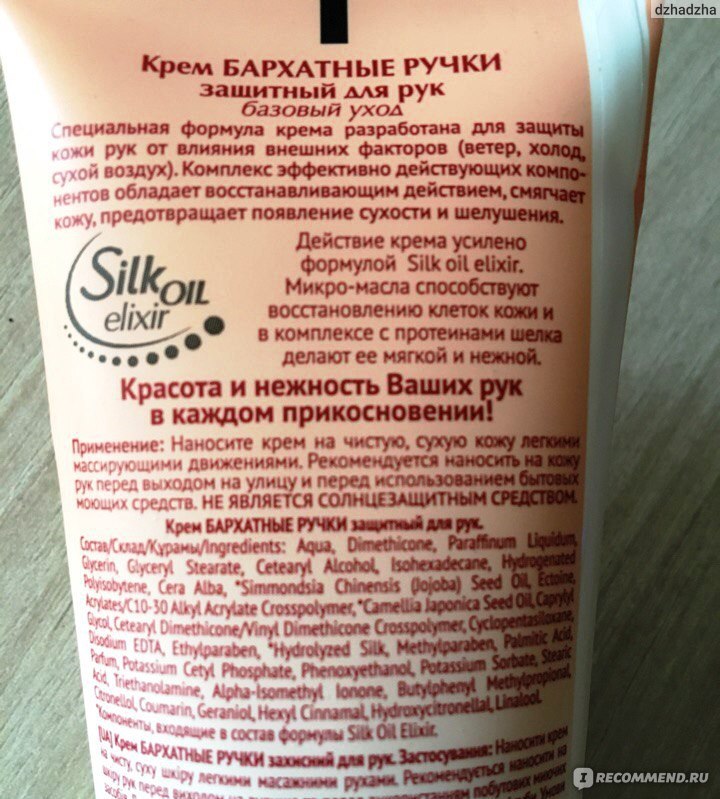 dzhadzha
Крем БАРХАТНЫЕ РУЧКИ
защитный для рук
базовый уход
Специальная формула крема разработана для защиты
кожи рук от влияния внешних факторов (ветер, холод,
сухой воздух). Комплекс эффективно действующих компо-
нентов обладает восстанавливающим действием, смягчает
кожу, предотвращает появление сухости и шелушения.
Silk OIL
elixir
Действие крема усилено
формулой Silk oil elixir.
Микро-масла способствуют
восстановлению клеток кожи и
в комплексе с протеинами шелка
делают ее мягкой и нежной.
Красота и нежность Ваших рук
в каждом прикосновении!
Применение: Наносите крем на чистую, сухую кожу легкими
массирующими движениями. Рекомендуется наносить на кожу
рук перед выходом на улицу и перед использованием бытовых
моющих средств. НЕ ЯВЛЯЕТСЯ СОЛНЦЕЗАЩИТНЫМ СРЕДСТВОМ.
Крем БАРХАТНЫЕ РУЧКИ защитный для рук.
Состав/Склад/Құрамы/Ingredients: Aqua, Dimethicone, Paraffinum Liquidum,
Glycerin, Glyceryl Stearate, Cetearyl Alcohol, Isohexadecane, Hydrogenated
Polyisobutene, Cera Alba, *Simmondsia Chinensis (Jojoba) Seed Oil, Ectoine,
Acrylates/C10-30 Alkyl Acrylate Crosspolymer, *Camellia Japonica Seed Oil, Caprylyl
Glycol, Cetearyl Dimethicone/Vinyl Dimethicone Crosspolymer, Cyclopentasiloxane,
Disodium EDTA, Ethylparaben, *Hydrolyzed Silk, Methylparaben, Palmitic Acid,
Parfum, Potassium Cetyl Phosphate, Phenoxyethanol, Potassium Sorbate, Stearic
Acid, Triethanolamine, Alpha-Isomethyl Ionone, Butylphenyl Methylpropional,
Citronellol, Coumarin, Geraniol, Hexyl Cinnamal, Hydroxycitronellal, Linalool.
*Компоненты, входящие в состав формулы Silk Oil Elixir.
[UA] Крем БАРХАТНЫЕ РУЧКИ захисний для рук. Застосування: Наносити крем
на чисту, суху шкіру легкими масажними рухами. Рекомендується наносити на
шкіру рук перед виходом на
IRECOMMEND.RU